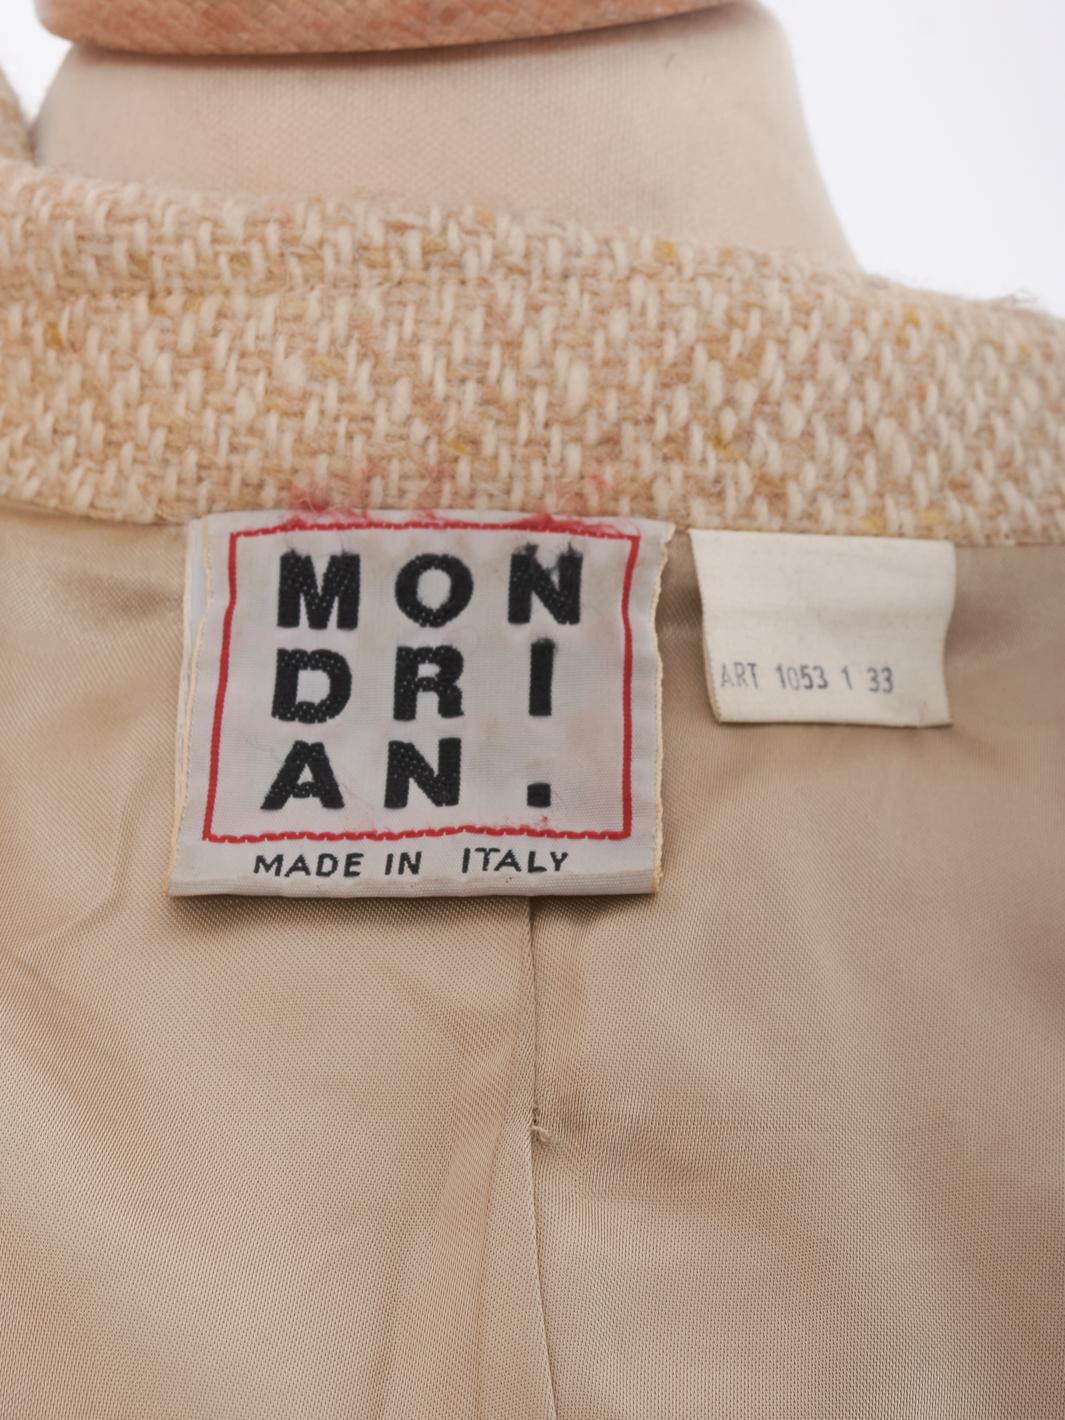 MON
DRI
AN.
MADE IN ITALY
ART 1053 1 33